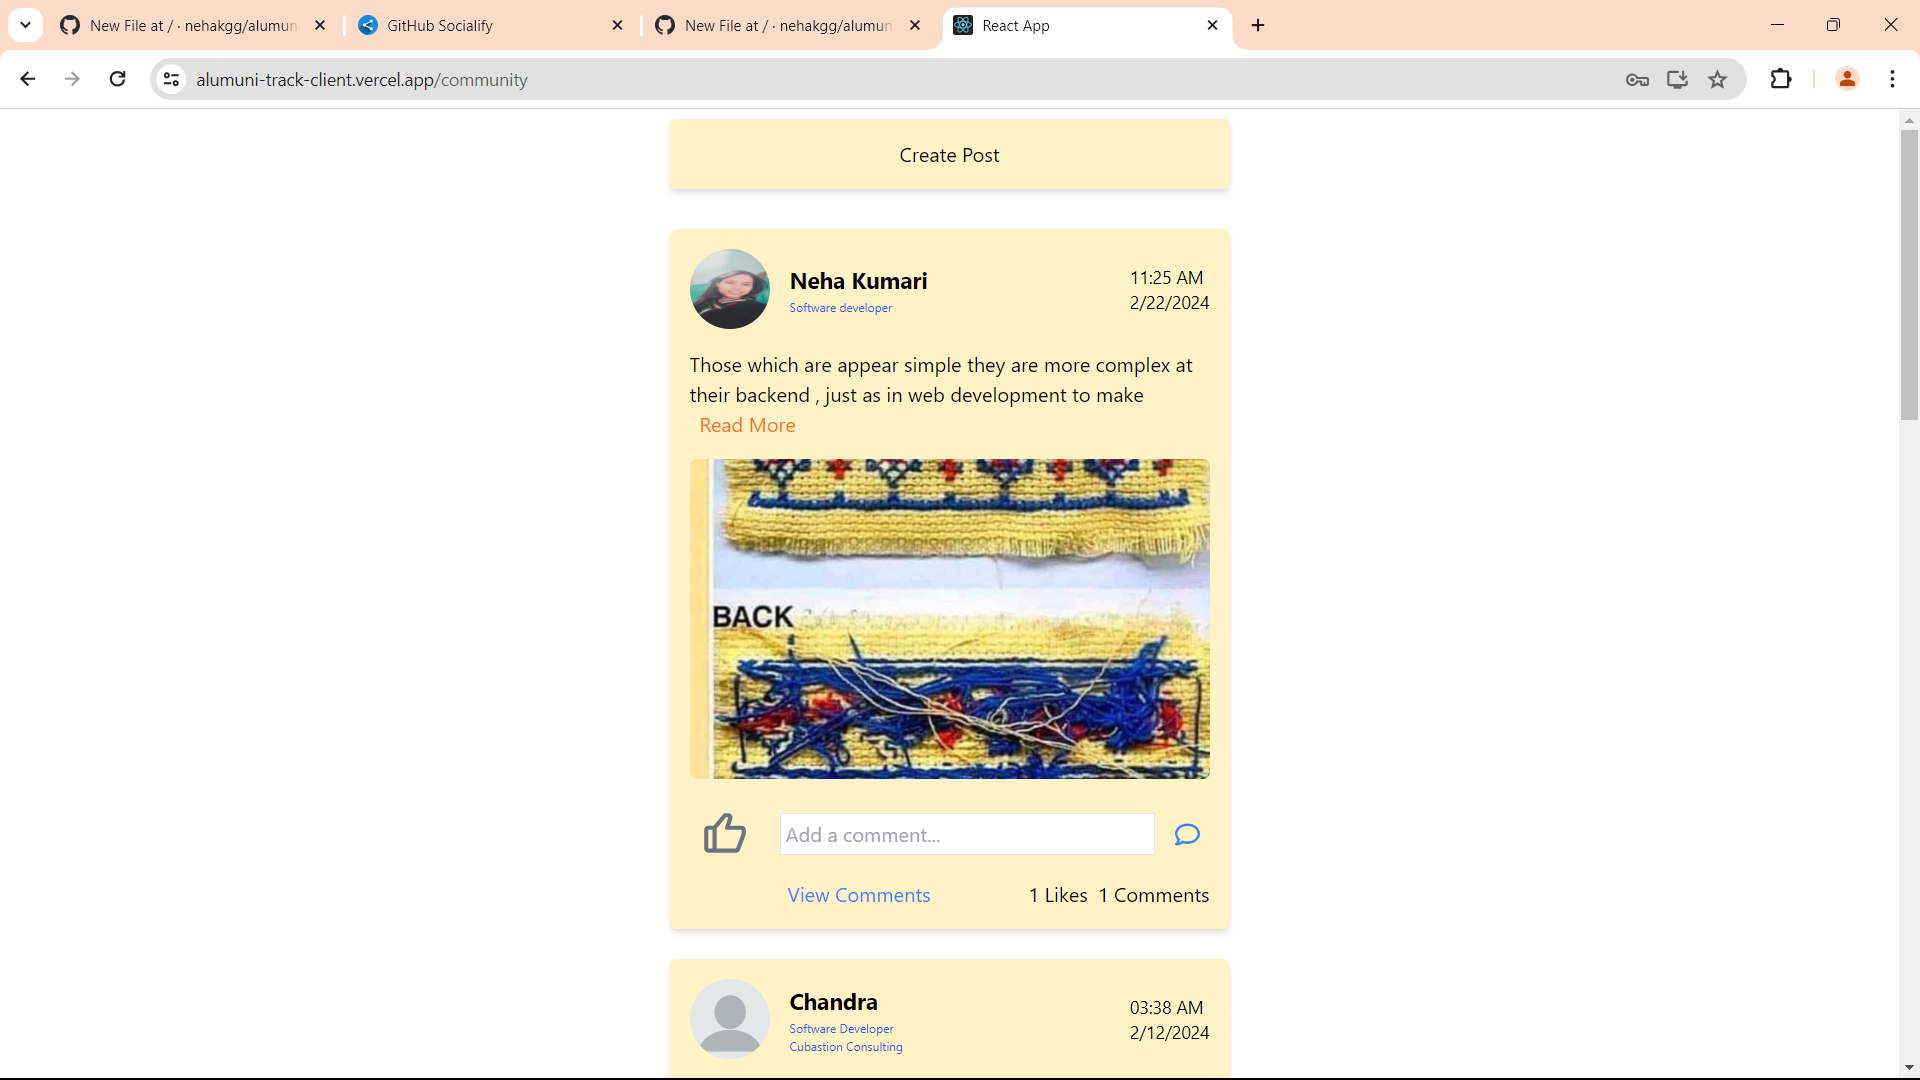 New File at / · nehakgg/alumun
GitHub Socialify
New File at / · nehakgg/alumun
React App
alumuni-track-client.vercel.app/community
Create Post
Neha Kumari
Software developer
11:25 AM
2/22/2024
Those which are appear simple they are more complex at
their backend , just as in web development to make
Read More
BACK
Add a comment...
View Comments
1 Likes 1 Comments
Chandra
Software Developer
Cubastion Consulting
03:38 AM
2/12/2024